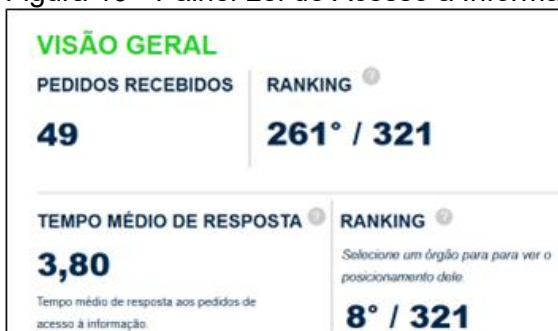 VISÃO GERAL
PEDIDOS RECEBIDOS
49
RANKING
261° / 321
TEMPO MÉDIO DE RESPOSTA
3,80
Tempo médio de resposta aos pedidos de
acesso à informação.
RANKING
Selecione um órgão para para ver o
posicionamento dele.
8° / 321